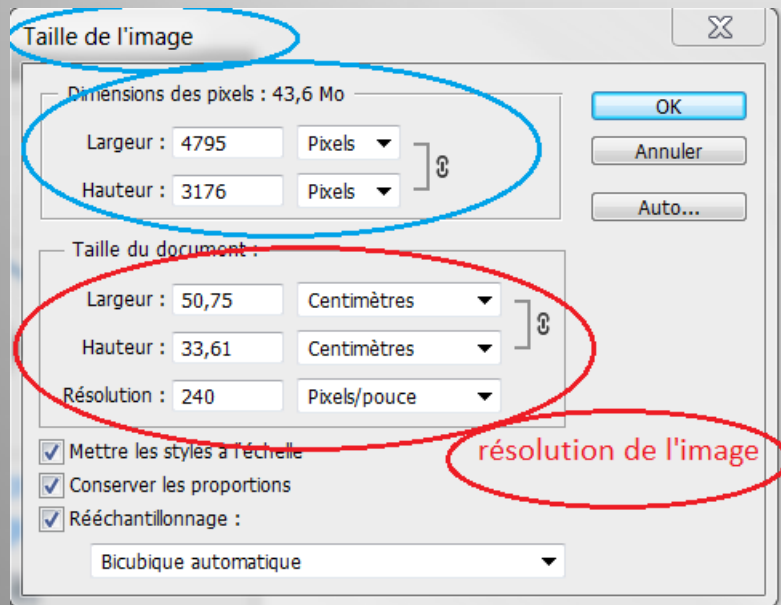 Taille de l'image
Dimensions des pixels : 43,6 Mo
Largeur : 4795 Pixels
Hauteur : 3176 Pixels
OK
Annuler
Auto...
Taille du document :
Largeur : 50,75 Centimètres
Hauteur : 33,61 Centimètres
Résolution : 240 Pixels/pouce
résolution de l'image
Mettre les styles à l'échelle
Conserver les proportions
Rééchantillonnage :
Bicubique automatique